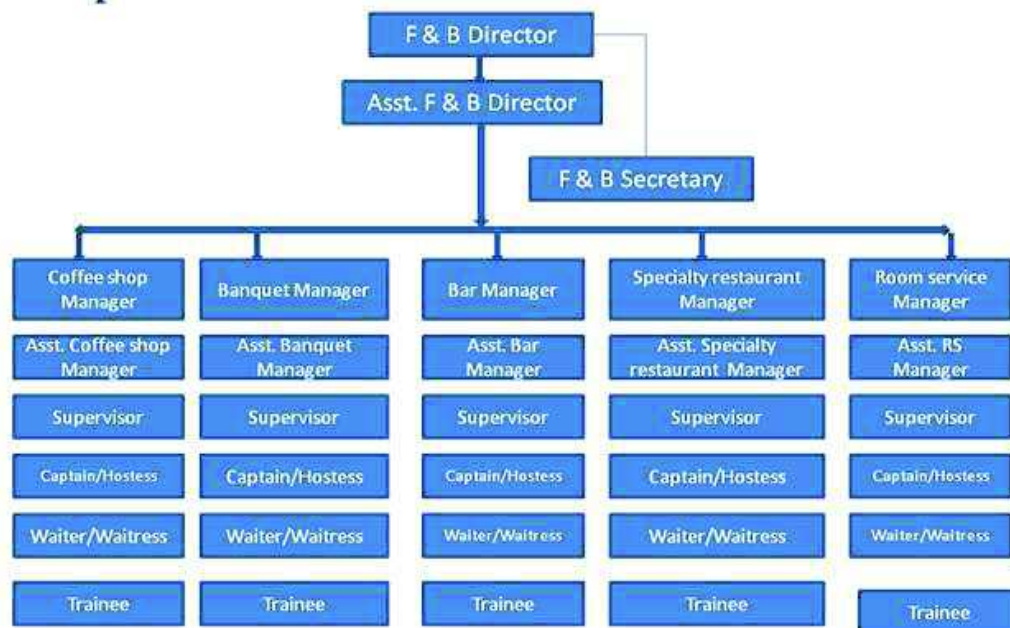 F & B Director
Asst. F & B Director
F & B Secretary
Coffee shop
Manager
Banquet Manager
Bar Manager
Specialty restaurant
Manager
Room service
Manager
Asst. Coffee shop
Manager
Asst. Banquet
Manager
Asst. Bar
Manager
Asst. Specialty
restaurant Manager
Asst. RS
Manager
Supervisor
Supervisor
Supervisor
Supervisor
Supervisor
Captain/Hostess
Captain/Hostess
Captain/Hostess
Captain/Hostess
Captain/Hostess
Waiter/Waitress
Waiter/Waitress
Waiter/Waitress
Waiter/Waitress
Waiter/Waitress
Trainee
Trainee
Trainee
Trainee
Trainee